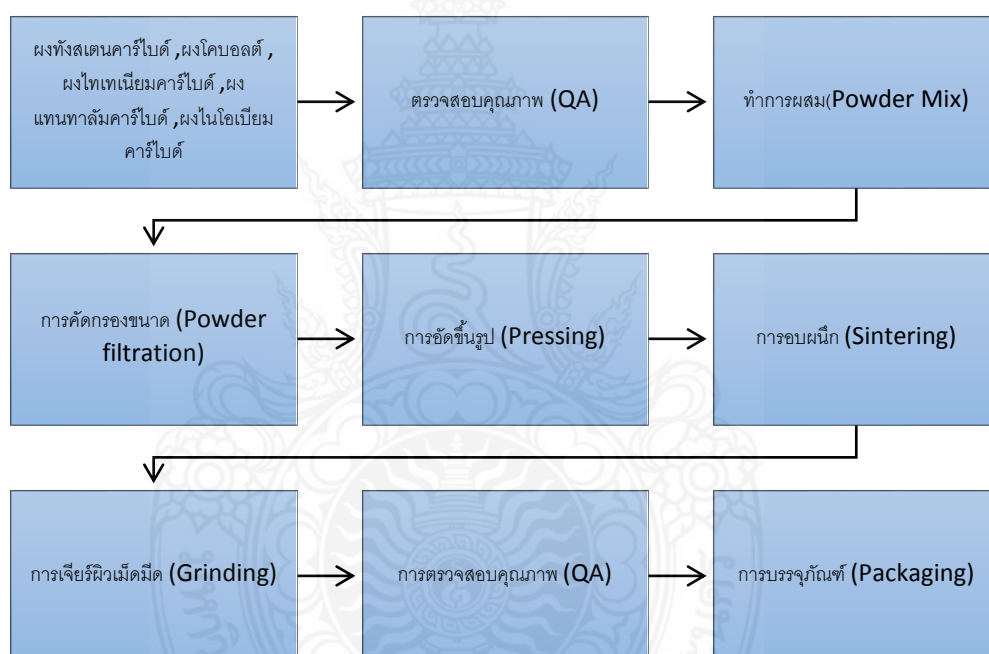 ผงทังสเตนคาร์ไบด์ ,ผงโคบอลต์ ,
ผงไทเทเนียมคาร์ไบด์ ,ผง
แทนทาลัมคาร์ไบด์ ,ผงไนโอเบียม
คาร์ไบด์
ตรวจสอบคุณภาพ (QA)
ทำการผสม(Powder Mix)
การคัดกรองขนาด (Powder
filtration)
การอัดขึ้นรูป (Pressing)
การอบผนึก (Sintering)
การเจียร์ผิวเม็ดมีด (Grinding)
การตรวจสอบคุณภาพ (QA)
การบรรจุภัณฑ์ (Packaging)